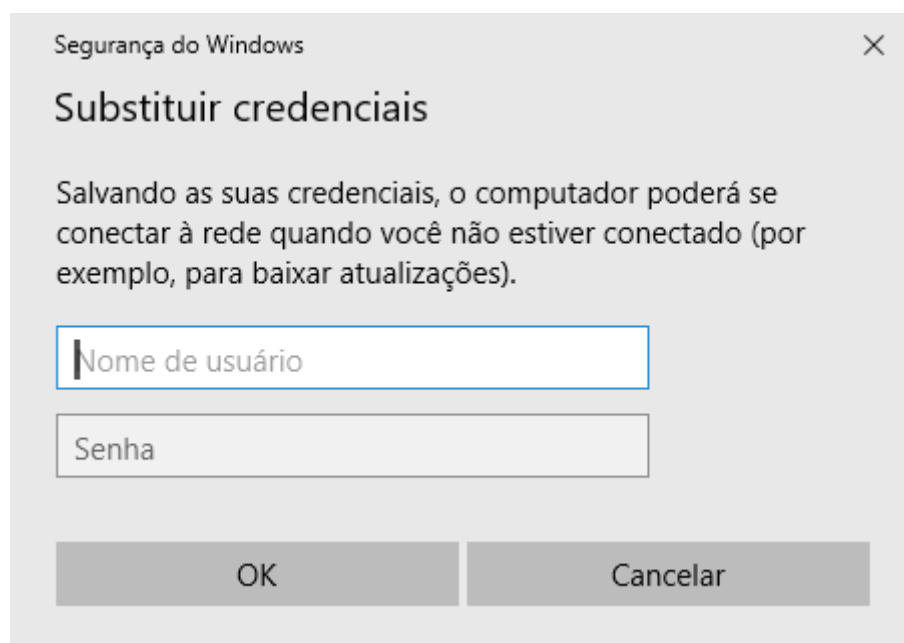 Segurança do Windows
Substituir credenciais
Salvando as suas credenciais, o computador poderá se
conectar à rede quando você não estiver conectado (por
exemplo, para baixar atualizações).
Nome de usuário
Senha
OK
Cancelar